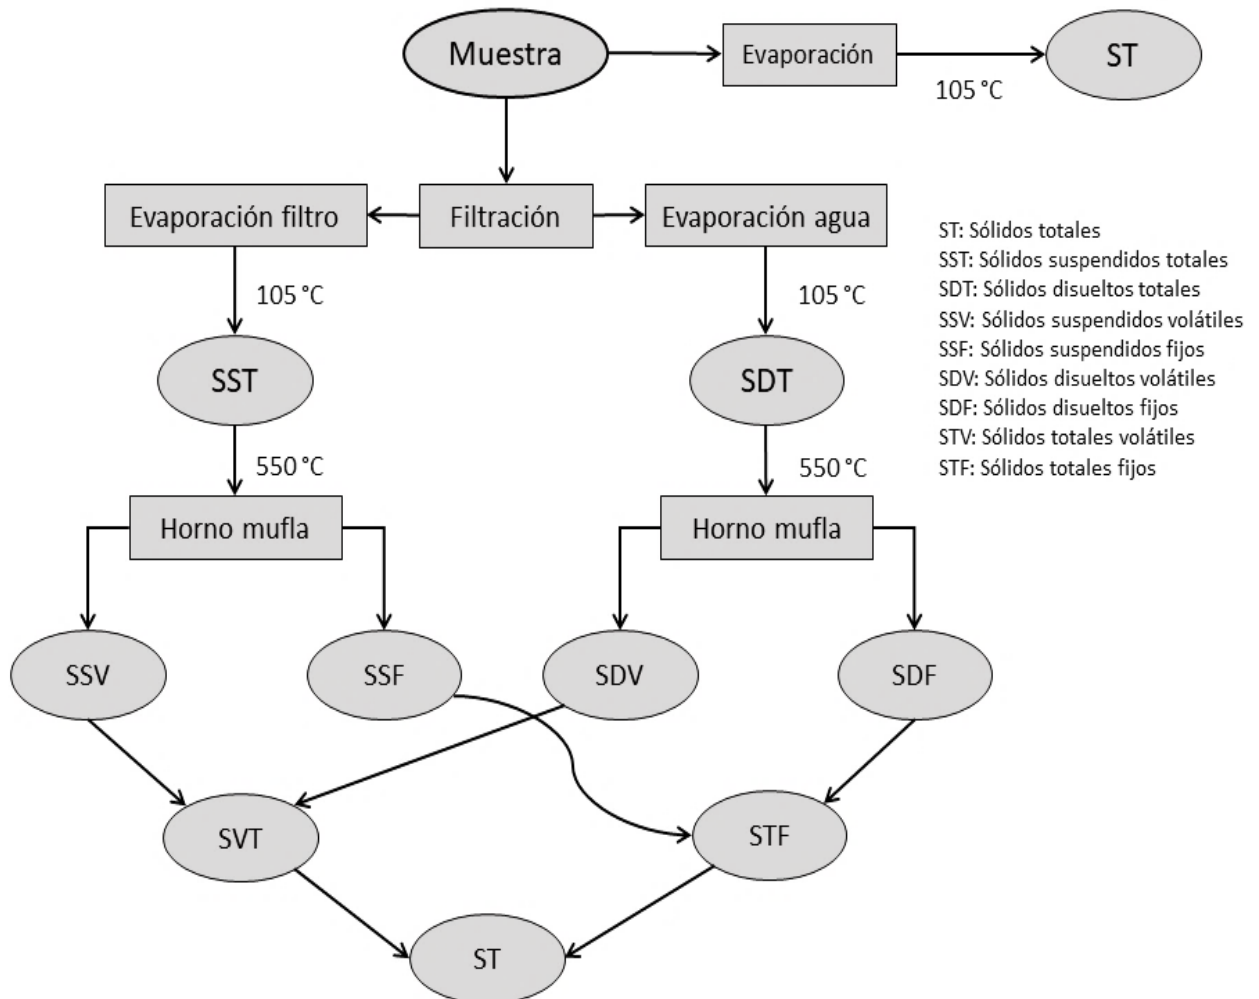 Muestra
Evaporación
ST
105 °C
Evaporación filtro
Filtración
Evaporación agua
105 °C
105 °C
SST
SDT
550 °C
550 °C
Horno mufla
Horno mufla
SSV
SSF
SDV
SDF
SVT
STF
ST
ST: Sólidos totales
SST: Sólidos suspendidos totales
SDT: Sólidos disueltos totales
SSV: Sólidos suspendidos volátiles
SSF: Sólidos suspendidos fijos
SDV: Sólidos disueltos volátiles
SDF: Sólidos disueltos fijos
STV: Sólidos totales volátiles
STF: Sólidos totales fijos